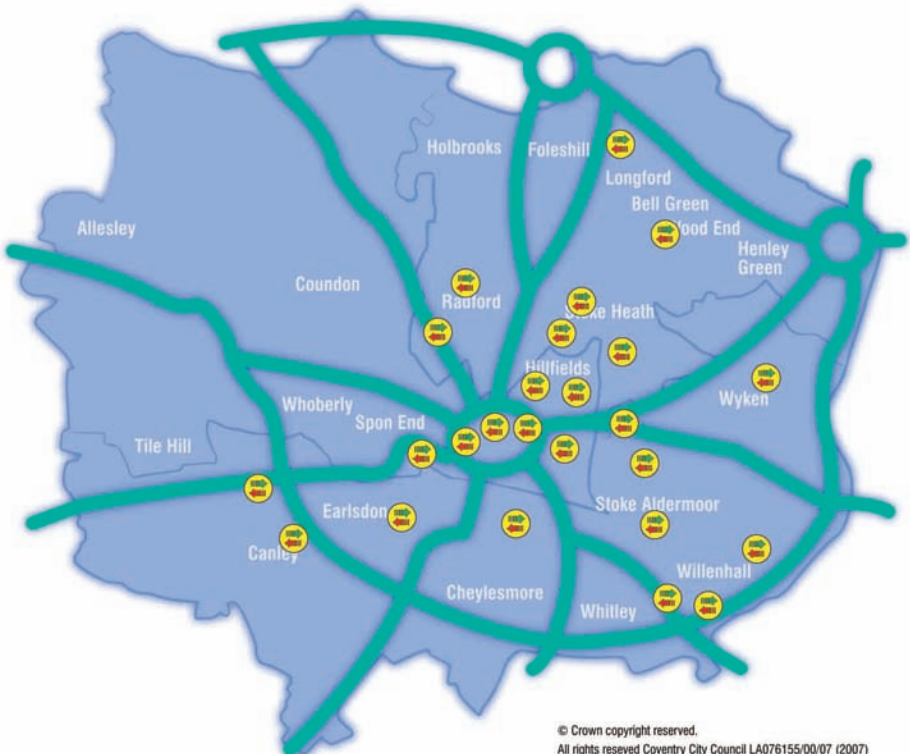 Holbrooks
Foleshill
Longford
Bell Green
Wood End
Henley
Green
Allesley
Coundon
Radford
Stoke Heath
Hillfields
Wyken
Whoberly
Spon End
Tile Hill
Earlsdon
Stoke Aldermoor
Canley
Willenhall
Cheylesmore
Whitley
© Crown copyright reserved.
All rights reseved Coventry City Council LA076155/00/07 (2007)